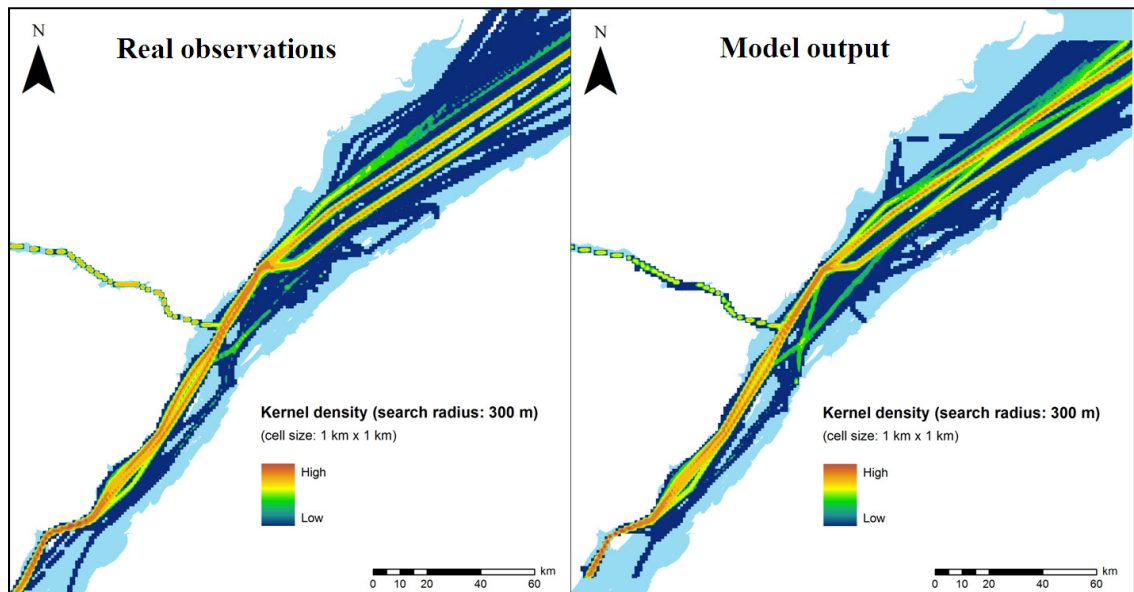 N
Real observations
Kernel density (search radius: 300 m)
(cell size: 1 km x 1 km)
High
Low
km
0 10 20 40 60
N
Model output
Kernel density (search radius: 300 m)
(cell size: 1 km x 1 km)
High
Low
km
0 10 20 40 60